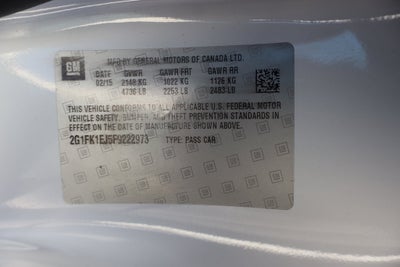 GM
MFD BY GENERAL MOTORS OF CANADA LTD.
DATE GVWR GAWR FRT GAWR RR
02/15 2148 KG 1022 KG 1126 KG
4736 LB 2253 LB 2483 LB
THIS VEHICLE CONFORMS TO ALL APPLICABLE U.S. FEDERAL MOTOR
VEHICLE SAFETY, BUMPER, AND THEFT PREVENTION STANDARDS IN
EFFECT ON THE DATE OF MANUFACTURE SHOWN ABOVE.
2G1FK1EJ5F9222973 TYPE: PASS CAR